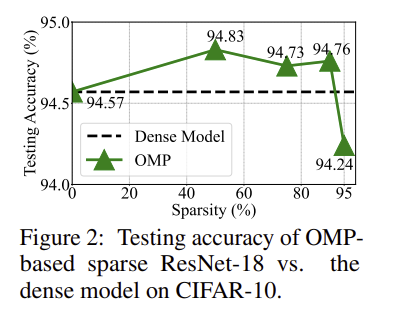 95.0
94.83
94.73 94.76
94.5
94.57
Dense Model
OMP
94.24
94.0
0 20 40 60 80 95
Testing Accuracy (%)
Sparsity (%)
Figure 2: Testing accuracy of OMP-
based sparse ResNet-18 vs. the
dense model on CIFAR-10.